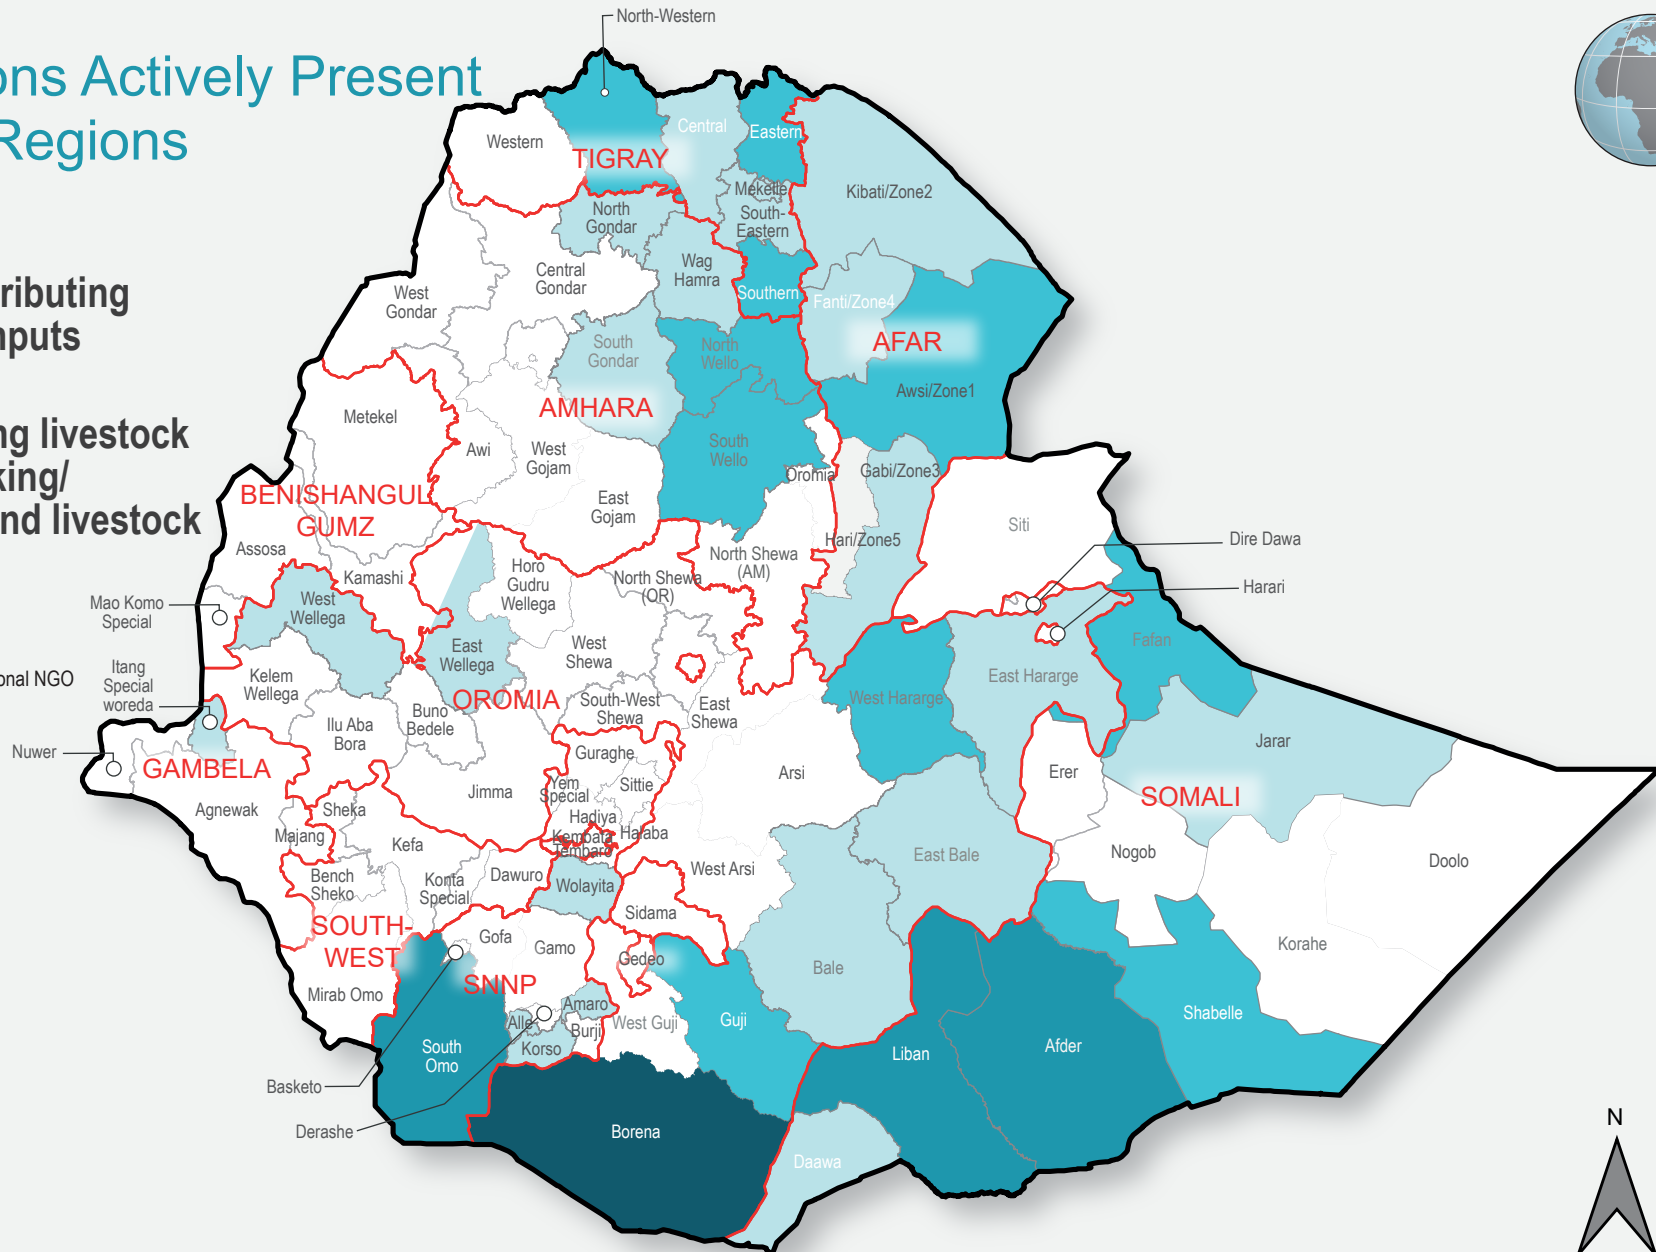 ons Actively Present
Regions
ributing
nputs
ng livestock
king/
nd livestock
onal NGO
North-Western
Western
TIGRAY
Central
Eastern
Mekelle
South-
Eastern
Southern
Kibati/Zone2
Fanti/Zone4
AFAR
Awsi/Zone1
Gabi/Zone3
Hari/Zone5
North
Gondar
Central
Gondar
West
Gondar
Wag
Hamra
South
Gondar
North
Wello
AMHARA
South
Wello
Oromia
Awi
West
Gojam
East
Gojam
North Shewa
(AM)
Metekel
BENISHANGUL
GUMZ
Assosa
Kamashi
Mao Komo
Special
Itang
Special
woreda
Nuwer
GAMBELA
Agnewak
Majang
West
Wellega
Kelem
Wellega
East
Wellega
Horo
Gudru
Wellega
North Shewa
(OR)
West
Shewa
OROMIA
South-West
Shewa
East
Shewa
Ilu Aba
Bora
Buno
Bedele
Jimma
Arsi
West Arsi
West Hararge
East Hararge
East Bale
Bale
Guji
West Guji
Borena
Siti
Dire Dawa
Harari
Fafan
Jarar
Erer
SOMALI
Nogob
Doolo
Korahe
Shabelle
Afder
Liban
Daawa
Guraghe
Yem
Special
Sittie
Hadiya
Halaba
Kembata
Tembaro
Sheka
Kefa
Bench
Sheko
Konta
Special
Dawuro
Wolayita
Sidama
SOUTH-
WEST
Mirab Omo
Gofa
Gamo
Gedeo
SNNP
Amaro
Alle
Burji
Korso
South
Omo
Basketo
Derashe
N